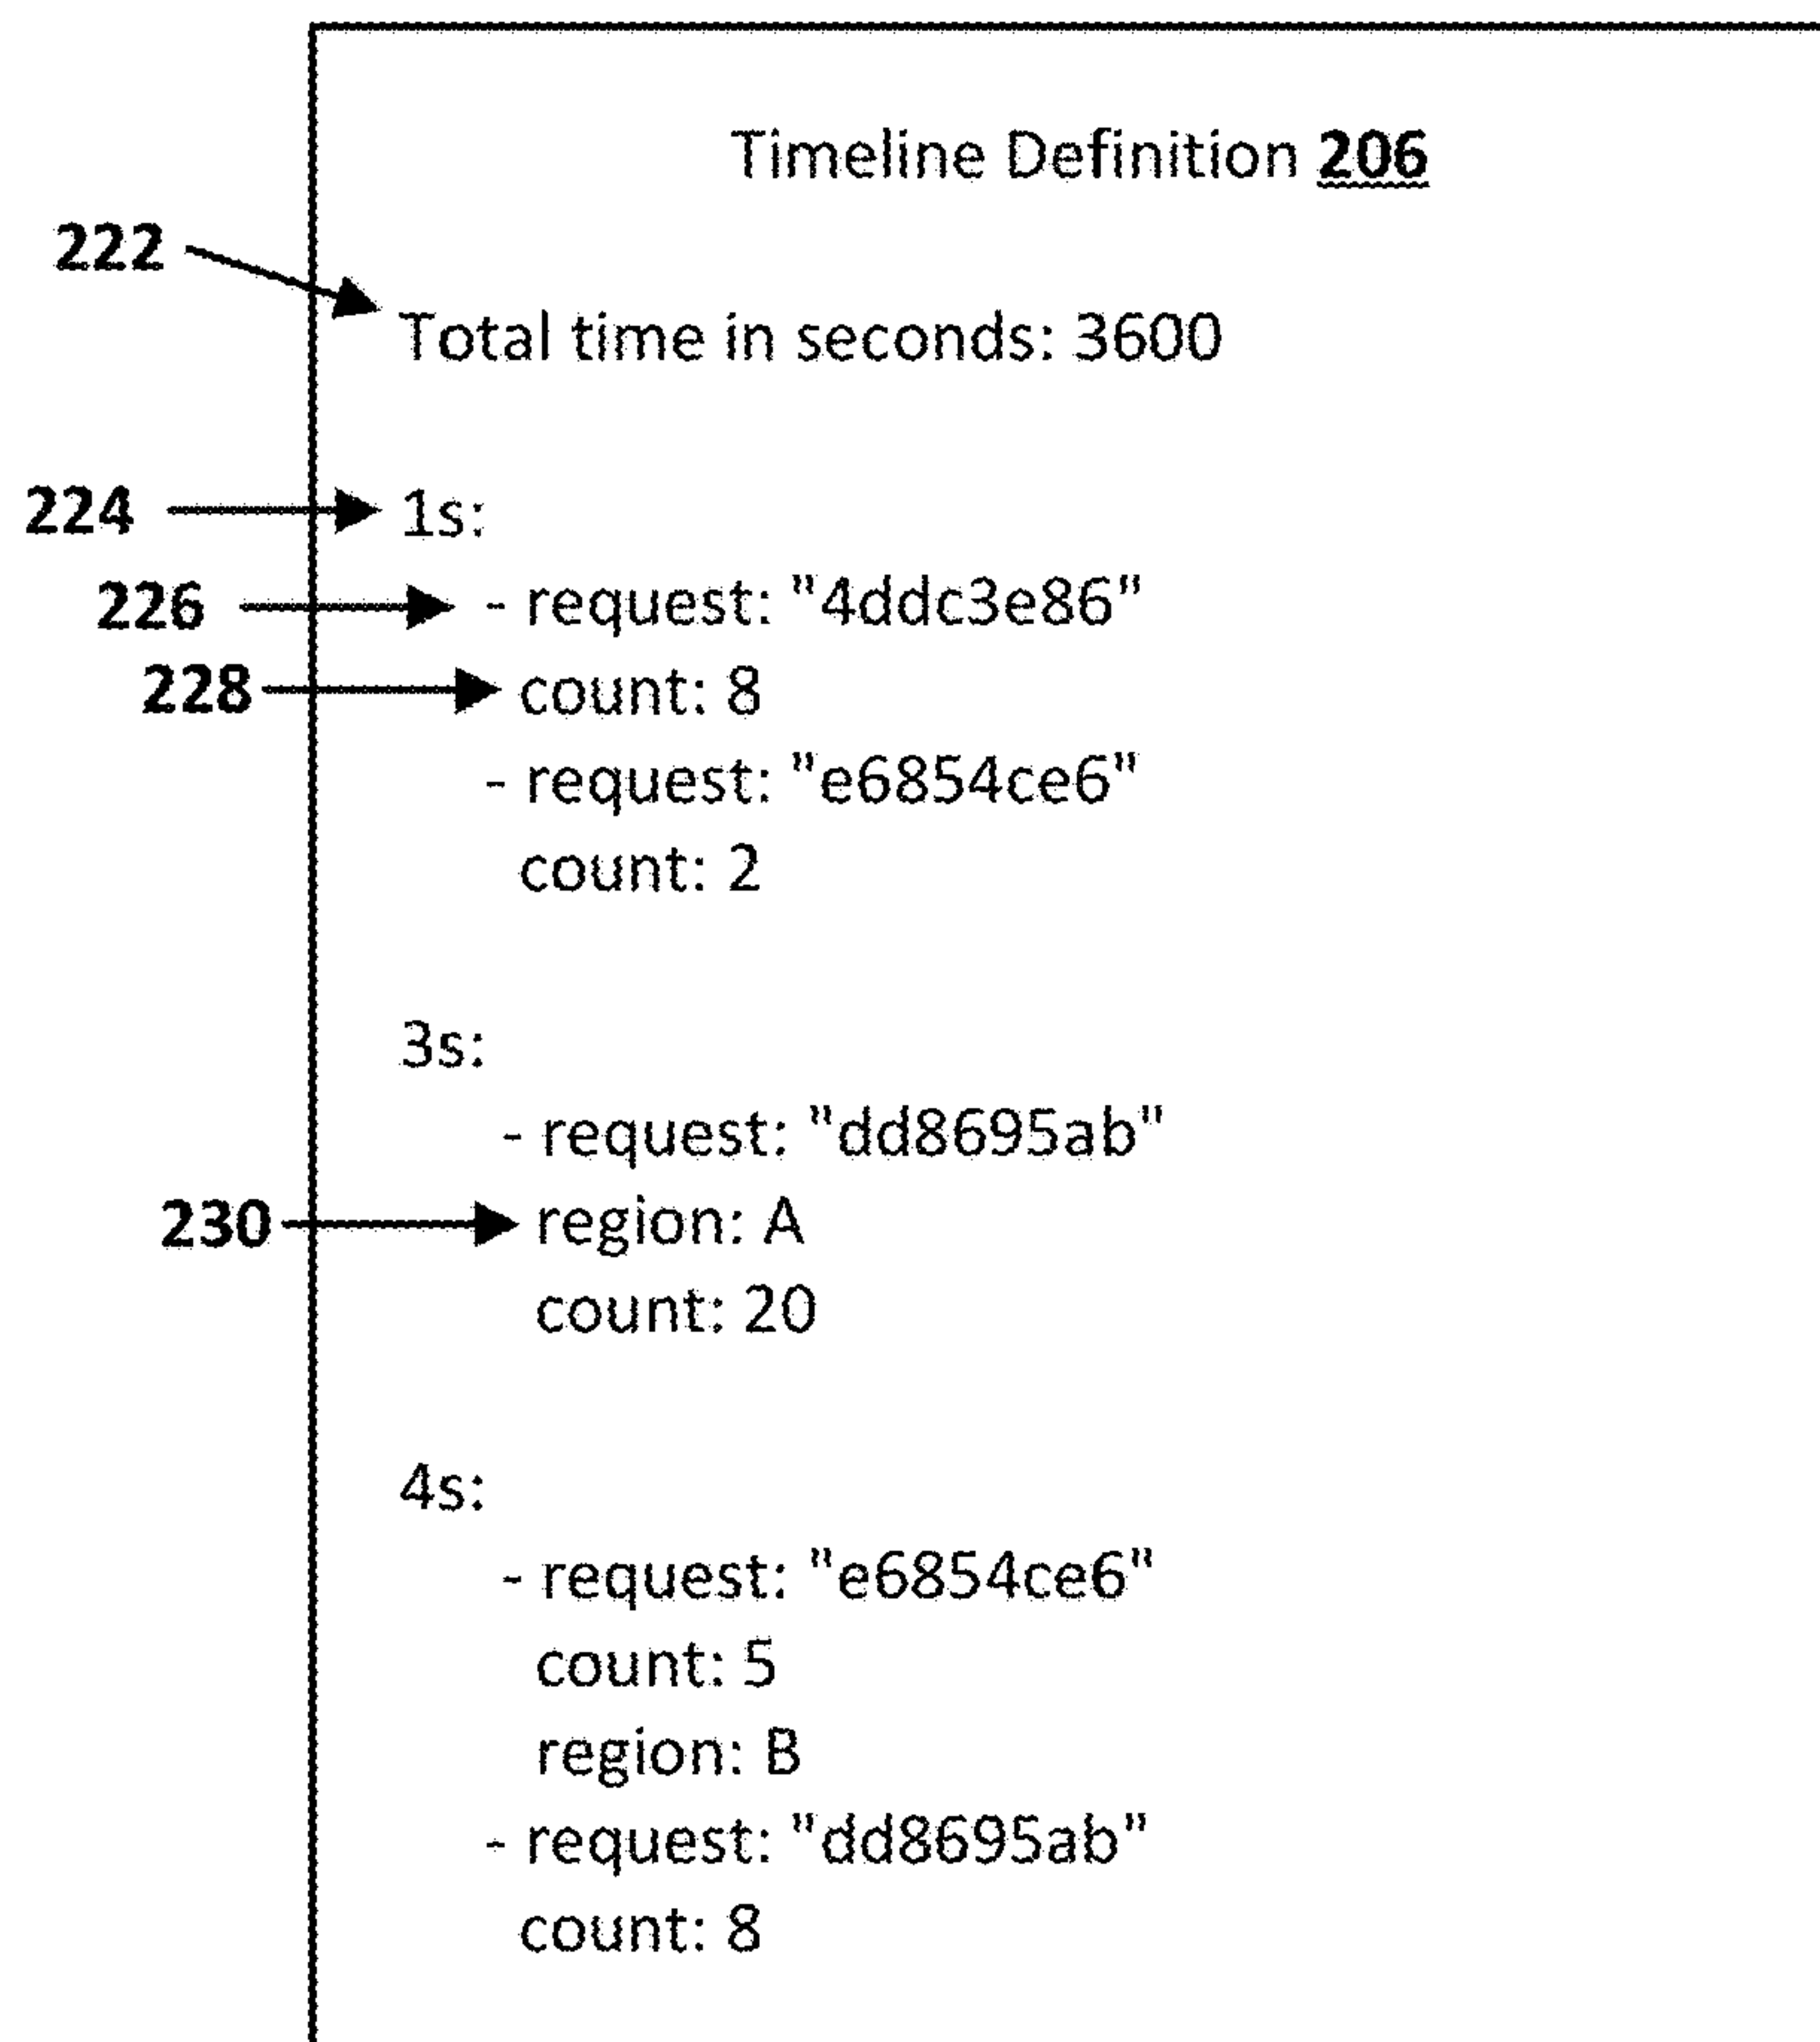 Timeline Definition 206
222
Total time in seconds: 3600
224 1s:
226 - request: "4ddc3e86"
228 count: 8
- request: "e6854ce6"
count: 2
3s:
- request: "dd8695ab"
230 region: A
count: 20
4s:
- request: "e6854ce6"
count: 5
region: B
- request: "dd8695ab"
count: 8